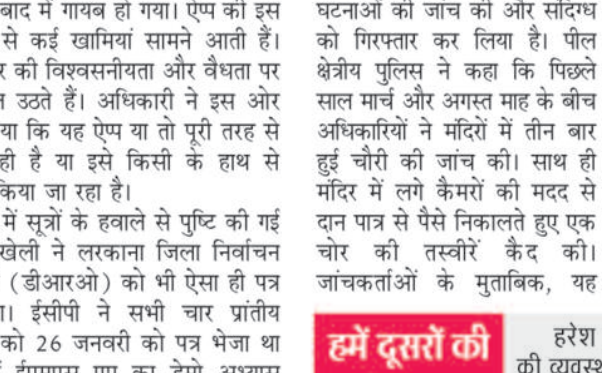 बाद में गायब हो गया। ऐप्प की इस
से कई खामियां सामने आती हैं।
की विश्वसनीयता और वैधता पर
उठते हैं। अधिकारी ने इस ओर
या कि यह ऐप्प या तो पूरी तरह से
ही है या इसे किसी के हाथ से
किया जा रहा है।
में सूत्रों के हवाले से पुष्टि की गई
खेली ने लरकाना जिला निर्वाचन
(डीआरओ) को भी ऐसा ही पत्र
ा। ईसीपी ने सभी चार प्रांतीय
को 26 जनवरी को पत्र भेजा था
का डेमो अभ्यास
घटनाओं की जांच की और संदिग्ध
को गिरफ्तार कर लिया है। पील
क्षेत्रीय पुलिस ने कहा कि पिछले
साल मार्च और अगस्त माह के बीच
अधिकारियों ने मंदिरों में तीन बार
हुई चौरी की जांच की। साथ ही
मंदिर में लगे कैमरों की मदद से
दान पात्र से पैसे निकालते हुए एक
चोर की तस्वीरें कैद की।
जांचकर्ताओं के मुताबिक, यह
हमें दूसरों की
हरेश
की व्यवस्थ